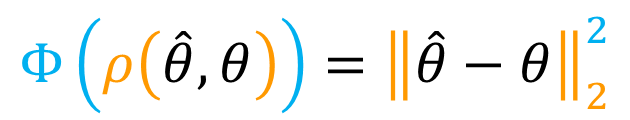 Φ(ρ(θ̂, θ)) = ‖θ̂ − θ‖₂²